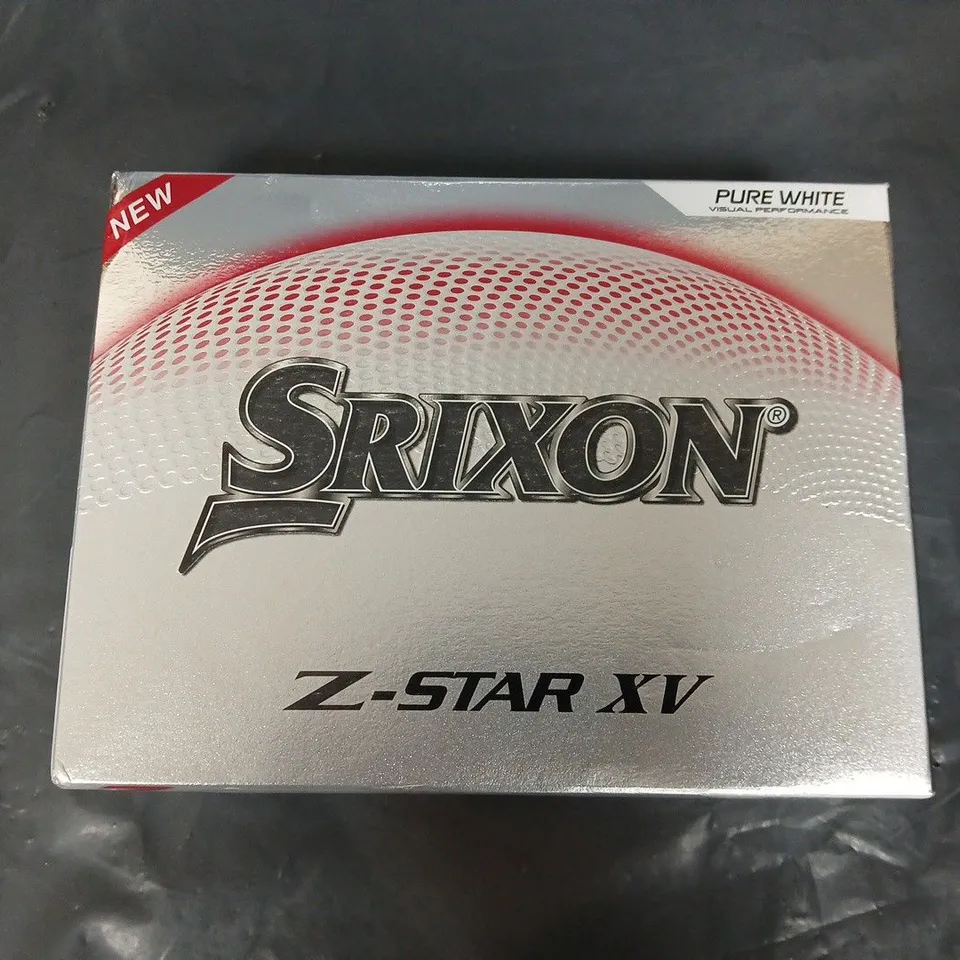 NEW
PURE WHITE
VISUAL PERFORMANCE
SRIXON®
Z-STAR XV